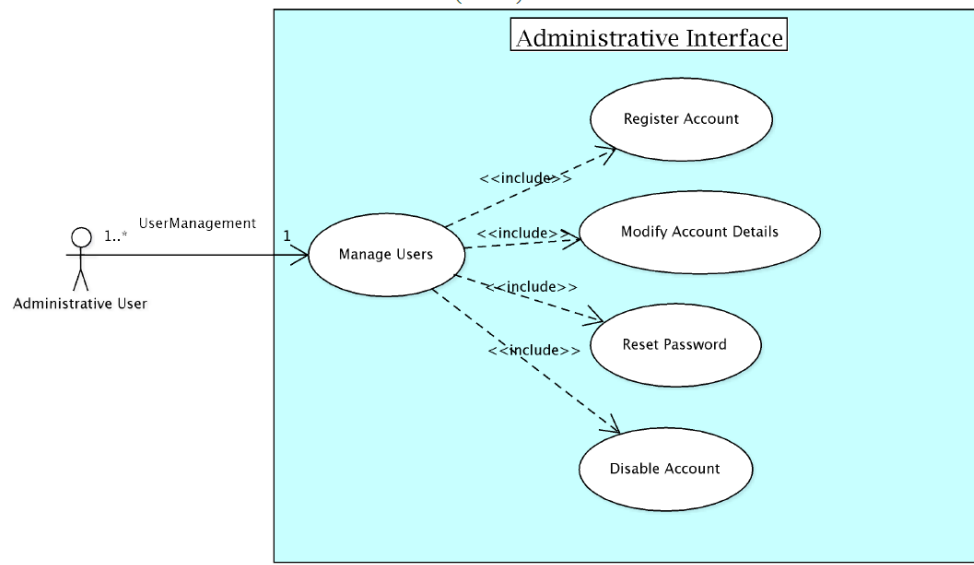 Administrative Interface
Register Account
<<include>>
UserManagement
1..*
1
<<include>>
Modify Account Details
Manage Users
<<include>>
Administrative User
Reset Password
<<include>>
Disable Account